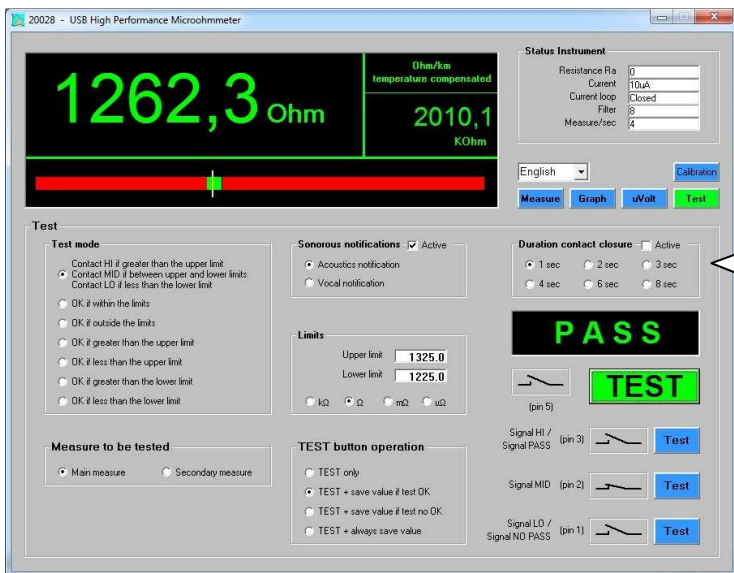 20028 - USB High Performance Microohmmeter
1262,3 Ohm
Ohm/km
temperature compensated
2010,1
KOhm
Status Instrument
Resistance Ra 0
Current 10uA
Current loop Closed
Filter 8
Measure/sec 4
English
Calibration
Measure Graph uVolt Test
Test
Test mode
Contact HI if greater than the upper limit
Contact MID if between upper and lower limits
Contact LO if less than the lower limit
OK if within the limits
OK if outside the limits
OK if greater than the upper limit
OK if less than the upper limit
OK if greater than the lower limit
OK if less than the lower limit
Measure to be tested
Main measure Secondary measure
Sonorous notifications Active
Acoustics notification
Vocal notification
Limits
Upper limit 1325.0
Lower limit 1225.0
kΩ Ω mΩ uΩ
TEST button operation
TEST only
TEST + save value if test OK
TEST + save value if test no OK
TEST + always save value
Duration contact closure Active
1 sec 2 sec 3 sec
4 sec 6 sec 8 sec
PASS
(pin 5)
TEST
Signal HI /
Signal PASS (pin 3) Test
Signal MID (pin 2) Test
Signal LO /
Signal NO PASS (pin 1) Test